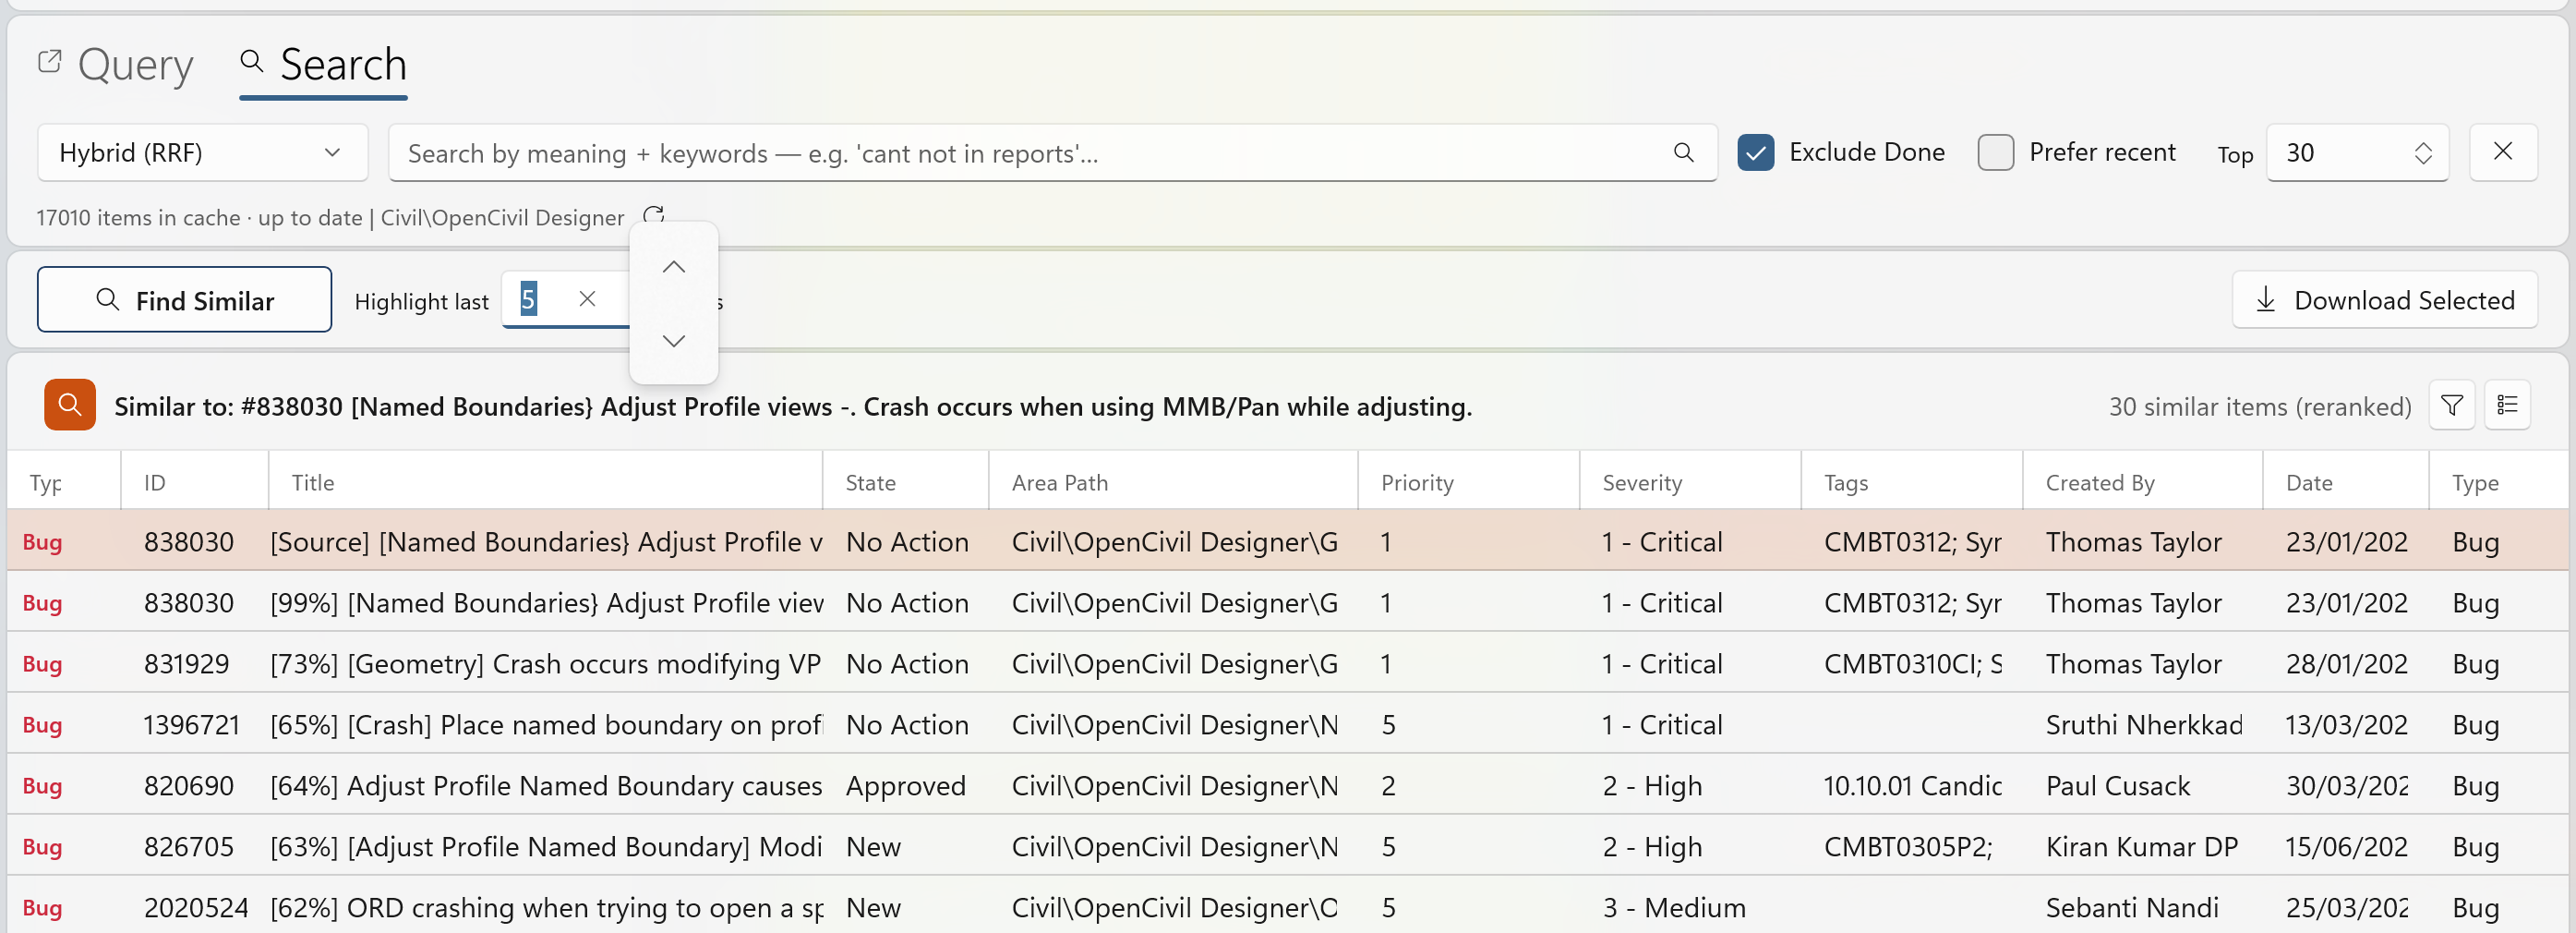 Query Search
Hybrid (RRF) Search by meaning + keywords — e.g. 'cant not in reports'... Exclude Done Prefer recent Top 30
17010 items in cache · up to date | Civil\OpenCivil Designer
Find Similar Highlight last 5 s Download Selected
Similar to: #838030 [Named Boundaries} Adjust Profile views -. Crash occurs when using MMB/Pan while adjusting. 30 similar items (reranked)
Typ ID Title State Area Path Priority Severity Tags Created By Date Type
Bug 838030 [Source] [Named Boundaries} Adjust Profile v No Action Civil\OpenCivil Designer\G 1 1 - Critical CMBT0312; Syr Thomas Taylor 23/01/202 Bug
Bug 838030 [99%] [Named Boundaries} Adjust Profile view No Action Civil\OpenCivil Designer\G 1 1 - Critical CMBT0312; Syr Thomas Taylor 23/01/202 Bug
Bug 831929 [73%] [Geometry] Crash occurs modifying VP No Action Civil\OpenCivil Designer\G 1 1 - Critical CMBT0310CI; S Thomas Taylor 28/01/202 Bug
Bug 1396721 [65%] [Crash] Place named boundary on profi No Action Civil\OpenCivil Designer\N 5 1 - Critical Sruthi Nherkkad 13/03/202 Bug
Bug 820690 [64%] Adjust Profile Named Boundary causes Approved Civil\OpenCivil Designer\N 2 2 - High 10.10.01 Candic Paul Cusack 30/03/202 Bug
Bug 826705 [63%] [Adjust Profile Named Boundary] Modi New Civil\OpenCivil Designer\N 5 2 - High CMBT0305P2; Kiran Kumar DP 15/06/202 Bug
Bug 2020524 [62%] ORD crashing when trying to open a sp New Civil\OpenCivil Designer\O 5 3 - Medium Sebanti Nandi 25/03/202 Bug